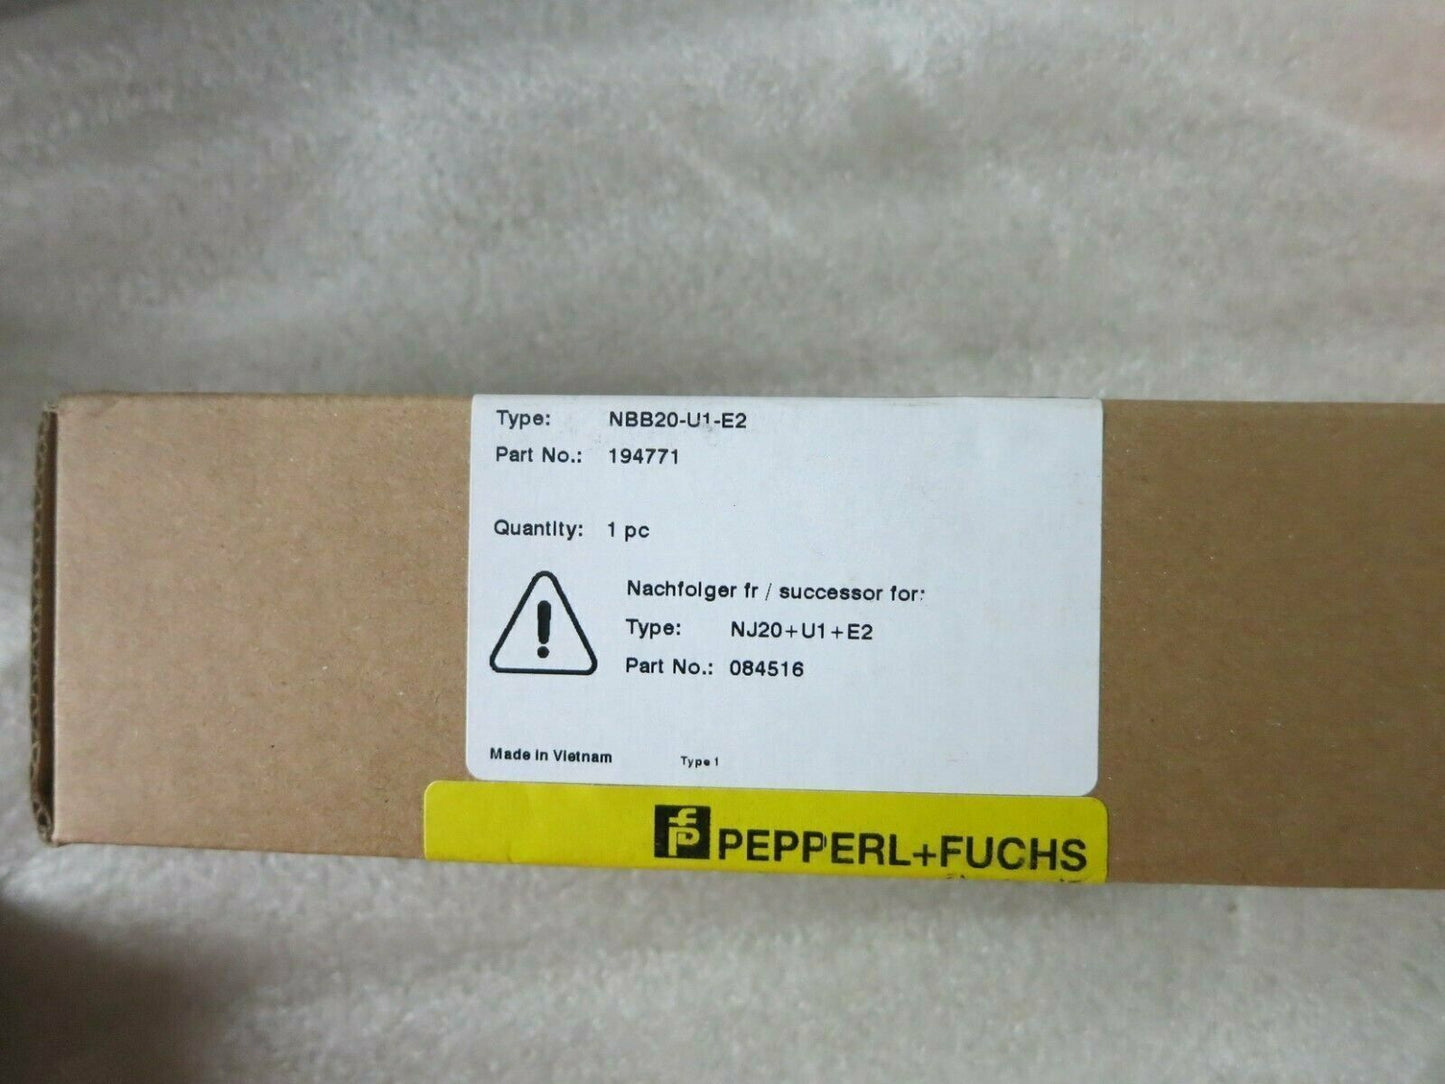 Type: NBB20-U1-E2
Part No.: 194771
Quantity: 1 pc
Nachfolger fr / successor for:
Type: NJ20+U1+E2
Part No.: 084516
Made in Vietnam Type 1
PEPPERL+FUCHS